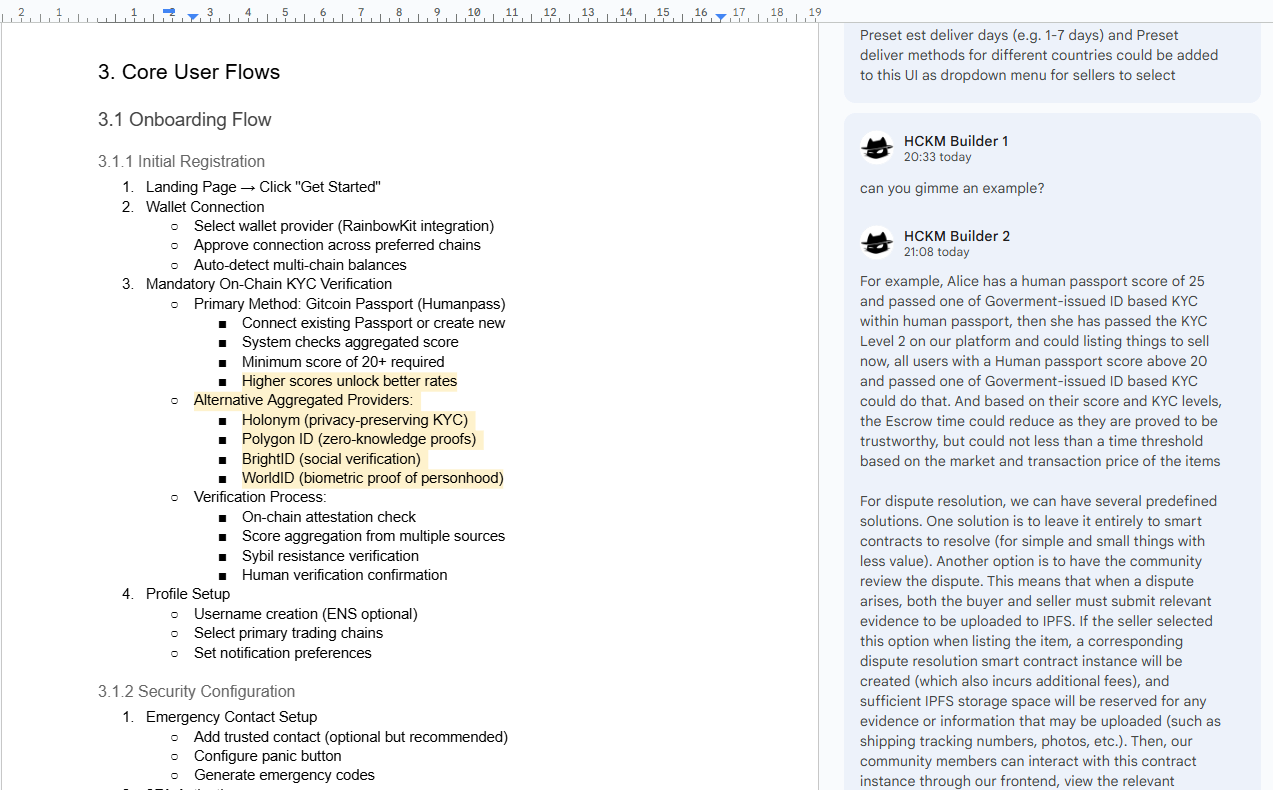 2 1 1 2 3 4 5 6 7 8 9 10 11 12 13 14 15 16 17 18 19
3. Core User Flows
3.1 Onboarding Flow
3.1.1 Initial Registration
1. Landing Page → Click "Get Started"
2. Wallet Connection
○ Select wallet provider (RainbowKit integration)
○ Approve connection across preferred chains
○ Auto-detect multi-chain balances
3. Mandatory On-Chain KYC Verification
○ Primary Method: Gitcoin Passport (Humanpass)
■ Connect existing Passport or create new
■ System checks aggregated score
■ Minimum score of 20+ required
■ Higher scores unlock better rates
○ Alternative Aggregated Providers:
■ Holonym (privacy-preserving KYC)
■ Polygon ID (zero-knowledge proofs)
■ BrightID (social verification)
■ WorldID (biometric proof of personhood)
○ Verification Process:
■ On-chain attestation check
■ Score aggregation from multiple sources
■ Sybil resistance verification
■ Human verification confirmation
4. Profile Setup
○ Username creation (ENS optional)
○ Select primary trading chains
○ Set notification preferences
3.1.2 Security Configuration
1. Emergency Contact Setup
○ Add trusted contact (optional but recommended)
○ Configure panic button
○ Generate emergency codes
Preset est deliver days (e.g. 1-7 days) and Preset
deliver methods for different countries could be added
to this UI as dropdown menu for sellers to select
HCKM Builder 1
20:33 today
can you gimme an example?
HCKM Builder 2
21:08 today
For example, Alice has a human passport score of 25
and passed one of Goverment-issued ID based KYC
within human passport, then she has passed the KYC
Level 2 on our platform and could listing things to sell
now, all users with a Human passport score above 20
and passed one of Goverment-issued ID based KYC
could do that. And based on their score and KYC levels,
the Escrow time could reduce as they are proved to be
trustworthy, but could not less than a time threshold
based on the market and transaction price of the items
For dispute resolution, we can have several predefined
solutions. One solution is to leave it entirely to smart
contracts to resolve (for simple and small things with
less value). Another option is to have the community
review the dispute. This means that when a dispute
arises, both the buyer and seller must submit relevant
evidence to be uploaded to IPFS. If the seller selected
this option when listing the item, a corresponding
dispute resolution smart contract instance will be
created (which also incurs additional fees), and
sufficient IPFS storage space will be reserved for any
evidence or information that may be uploaded (such as
shipping tracking numbers, photos, etc.). Then, our
community members can interact with this contract
instance through our frontend, view the relevant